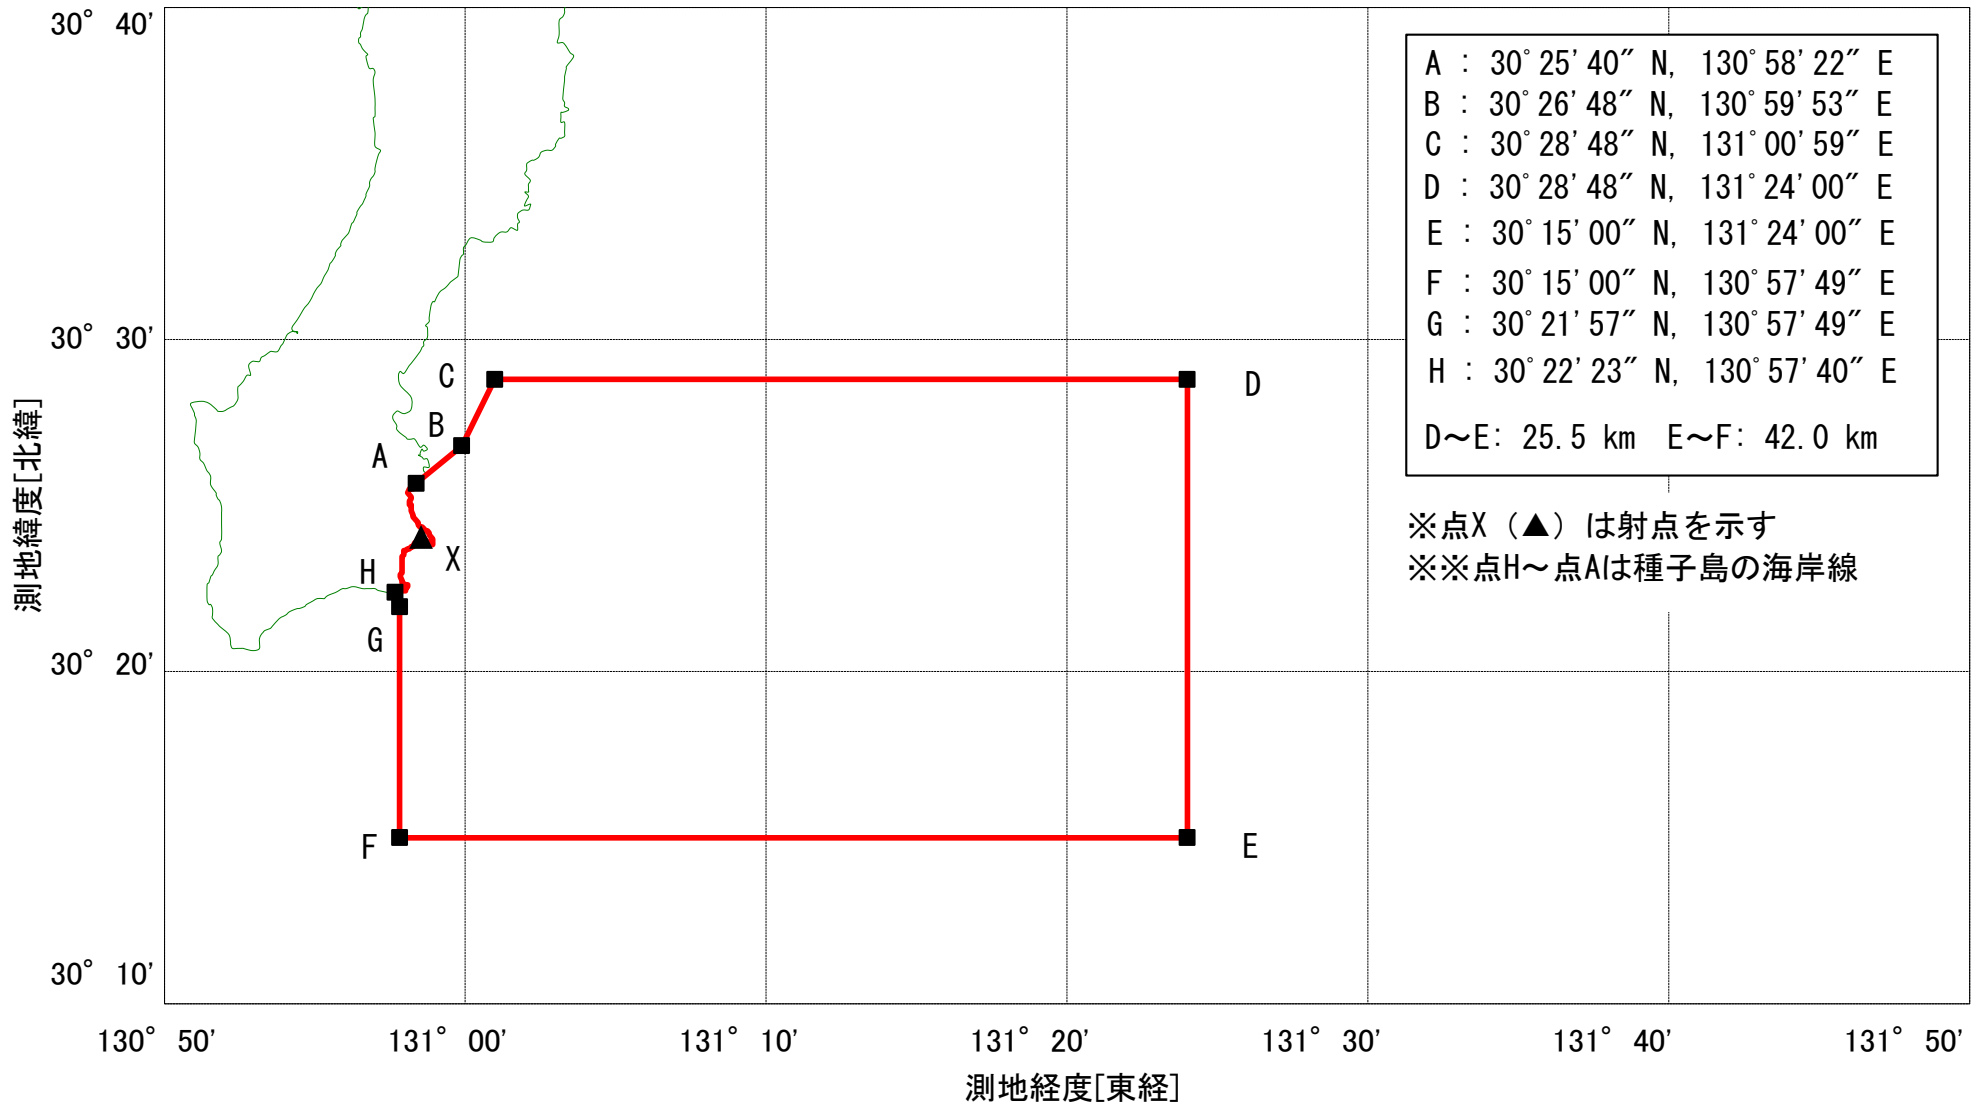 30° 40'
30° 30'
30° 20'
30° 10'
測地緯度[北緯]
130° 50'
131° 00'
131° 10'
131° 20'
131° 30'
131° 40'
131° 50'
測地経度[東経]
A : 30°25'40" N, 130°58'22" E
B : 30°26'48" N, 130°59'53" E
C : 30°28'48" N, 131°00'59" E
D : 30°28'48" N, 131°24'00" E
E : 30°15'00" N, 131°24'00" E
F : 30°15'00" N, 130°57'49" E
G : 30°21'57" N, 130°57'49" E
H : 30°22'23" N, 130°57'40" E
D～E: 25.5 km E～F: 42.0 km
※点X（▲）は射点を示す
※※点H～点Aは種子島の海岸線
C
D
B
A
X
H
G
F
E